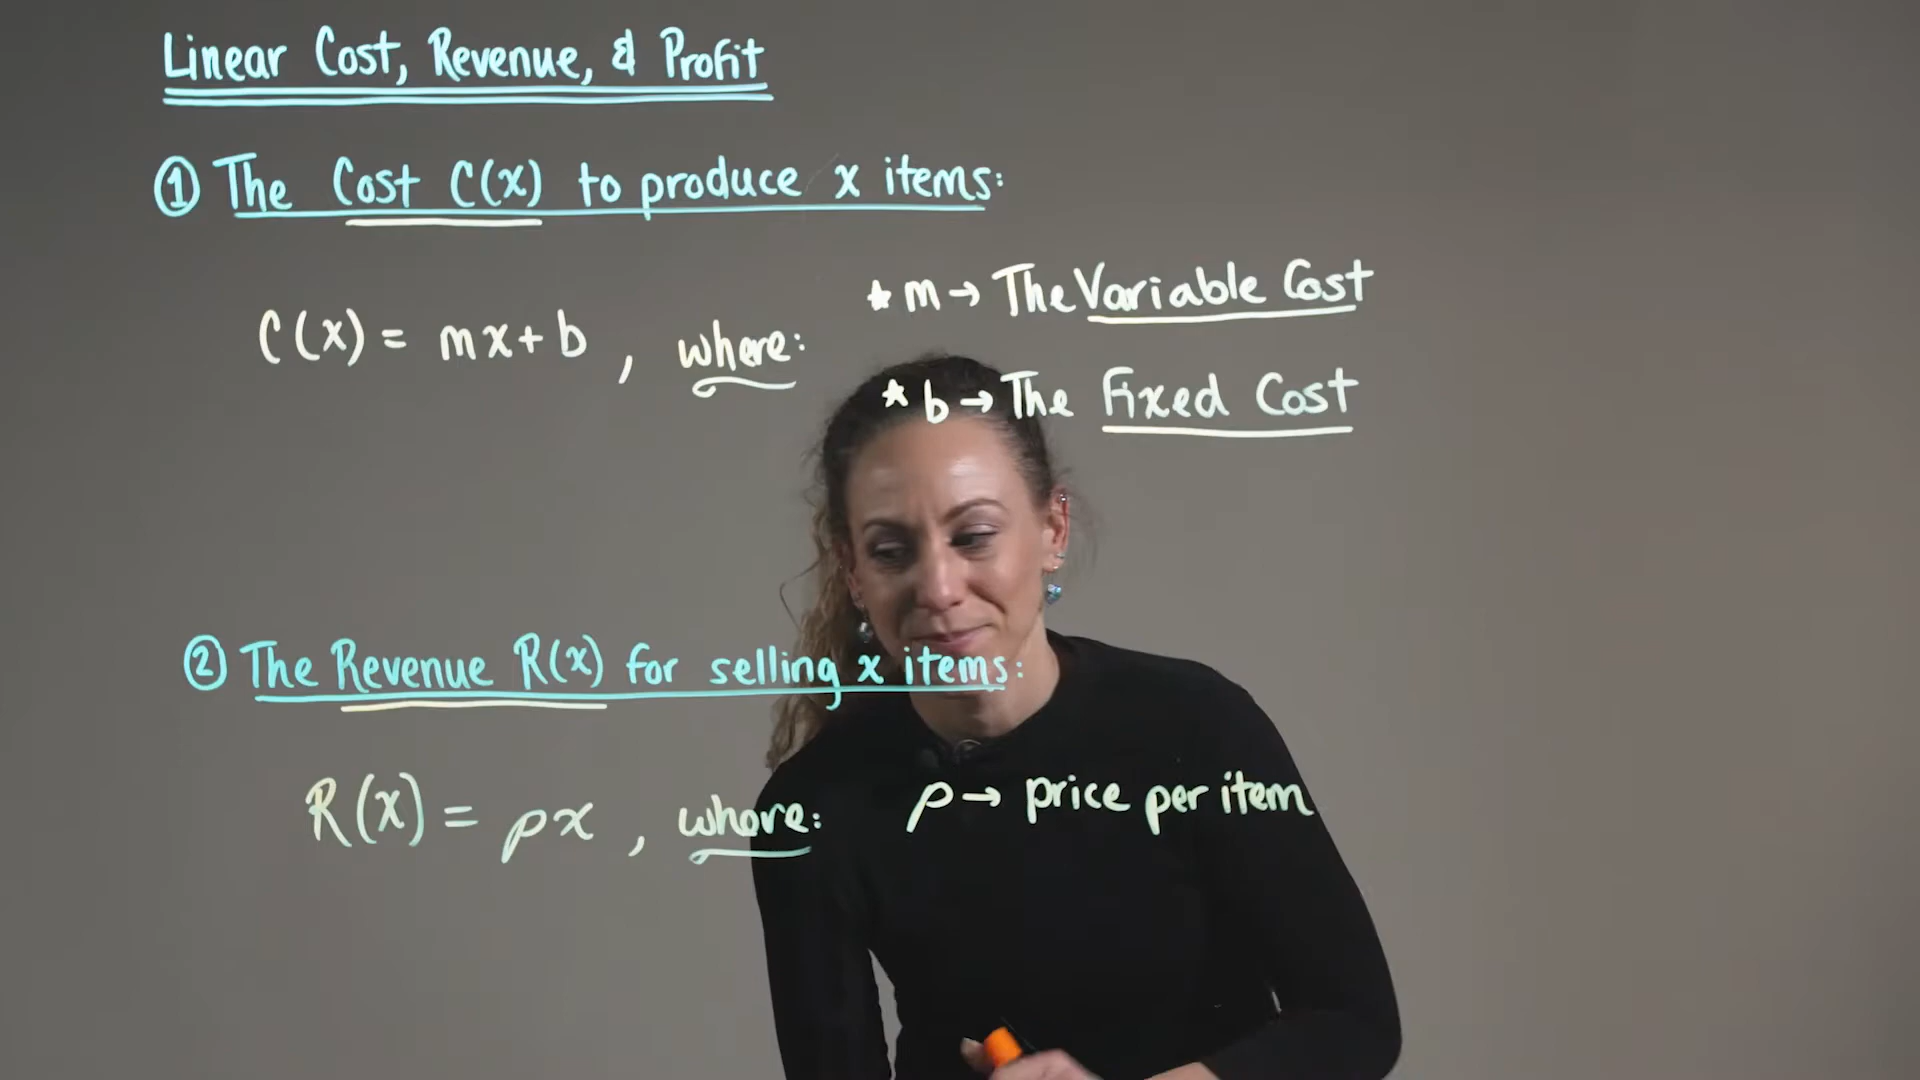 Linear Cost, Revenue, & Profit
① The Cost C(x) to produce x items:
C(x) = mx + b , where:
* m → The Variable Cost
* b → The Fixed Cost
② The Revenue R(x) for selling x items:
R(x) = px , where: p → price per item